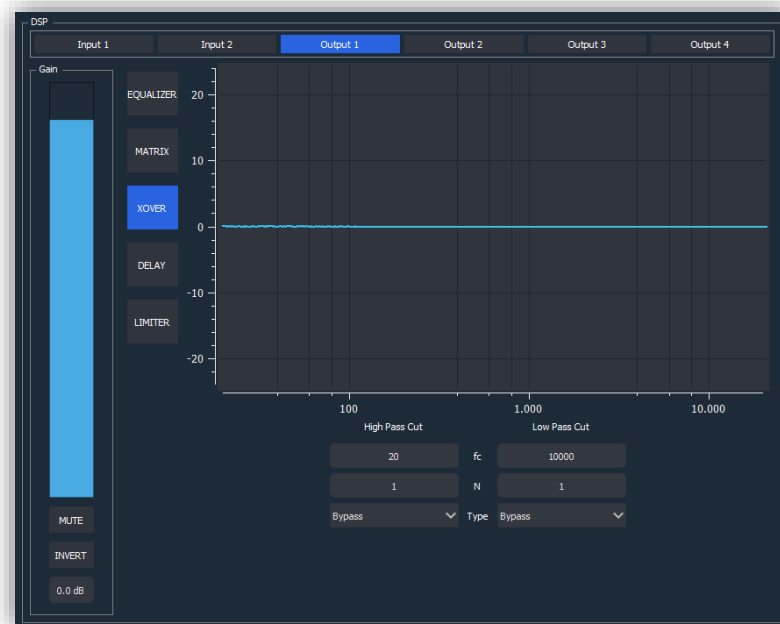 DSP
Input 1 Input 2 Output 1 Output 2 Output 3 Output 4
Gain
EQUALIZER
MATRIX
XOVER
DELAY
LIMITER
20
10
0
-10
-20
100 1.000 10.000
High Pass Cut Low Pass Cut
20 fc 10000
1 N 1
Bypass Type Bypass
MUTE
INVERT
0.0 dB